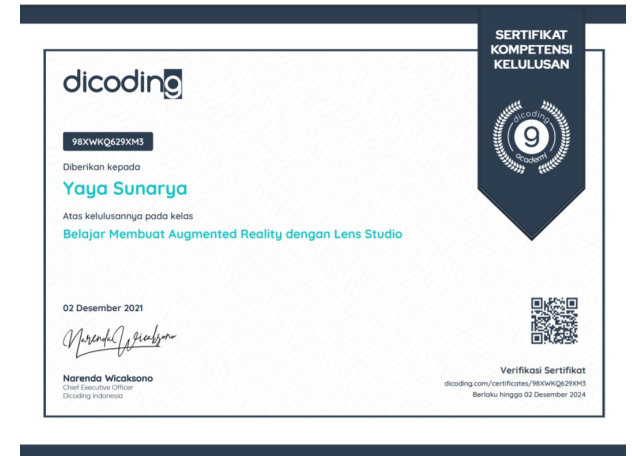 SERTIFIKAT
KOMPETENSI
KELULUSAN
dicoding
dicoding
9
academy
98XWKQ629XM3
Diberikan kepada
Yaya Sunarya
Atas kelulusannya pada kelas
Belajar Membuat Augmented Reality dengan Lens Studio
02 Desember 2021
Narenda Wicaksono
Narenda Wicaksono
Chief Executive Officer
Dicoding Indonesia
Verifikasi Sertifikat
dicoding.com/certificates/98XWKQ629XM3
Berlaku hingga 02 Desember 2024